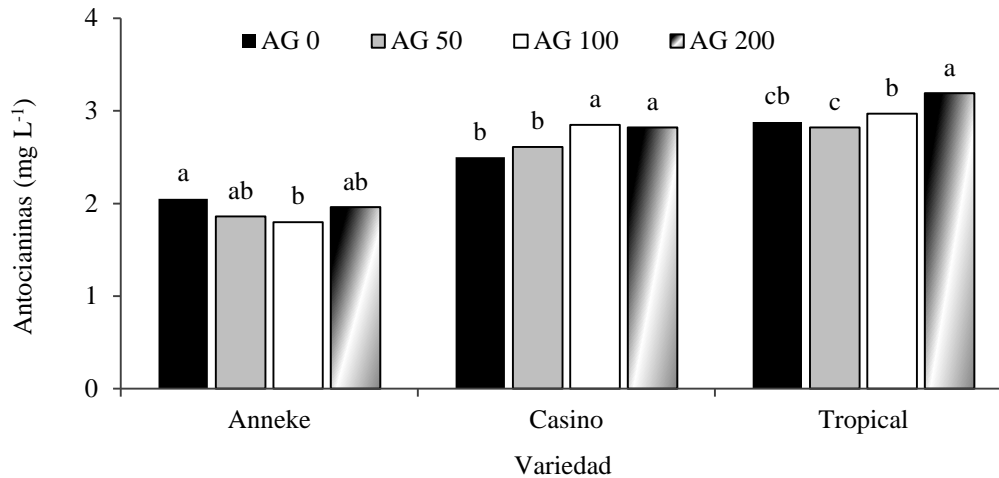 4
AG 0 AG 50 AG 100 AG 200
a
a a cb c b
3
b b
Antocianinas (mg L-1)
a ab b ab
2
1
0
Anneke Casino Tropical
Variedad